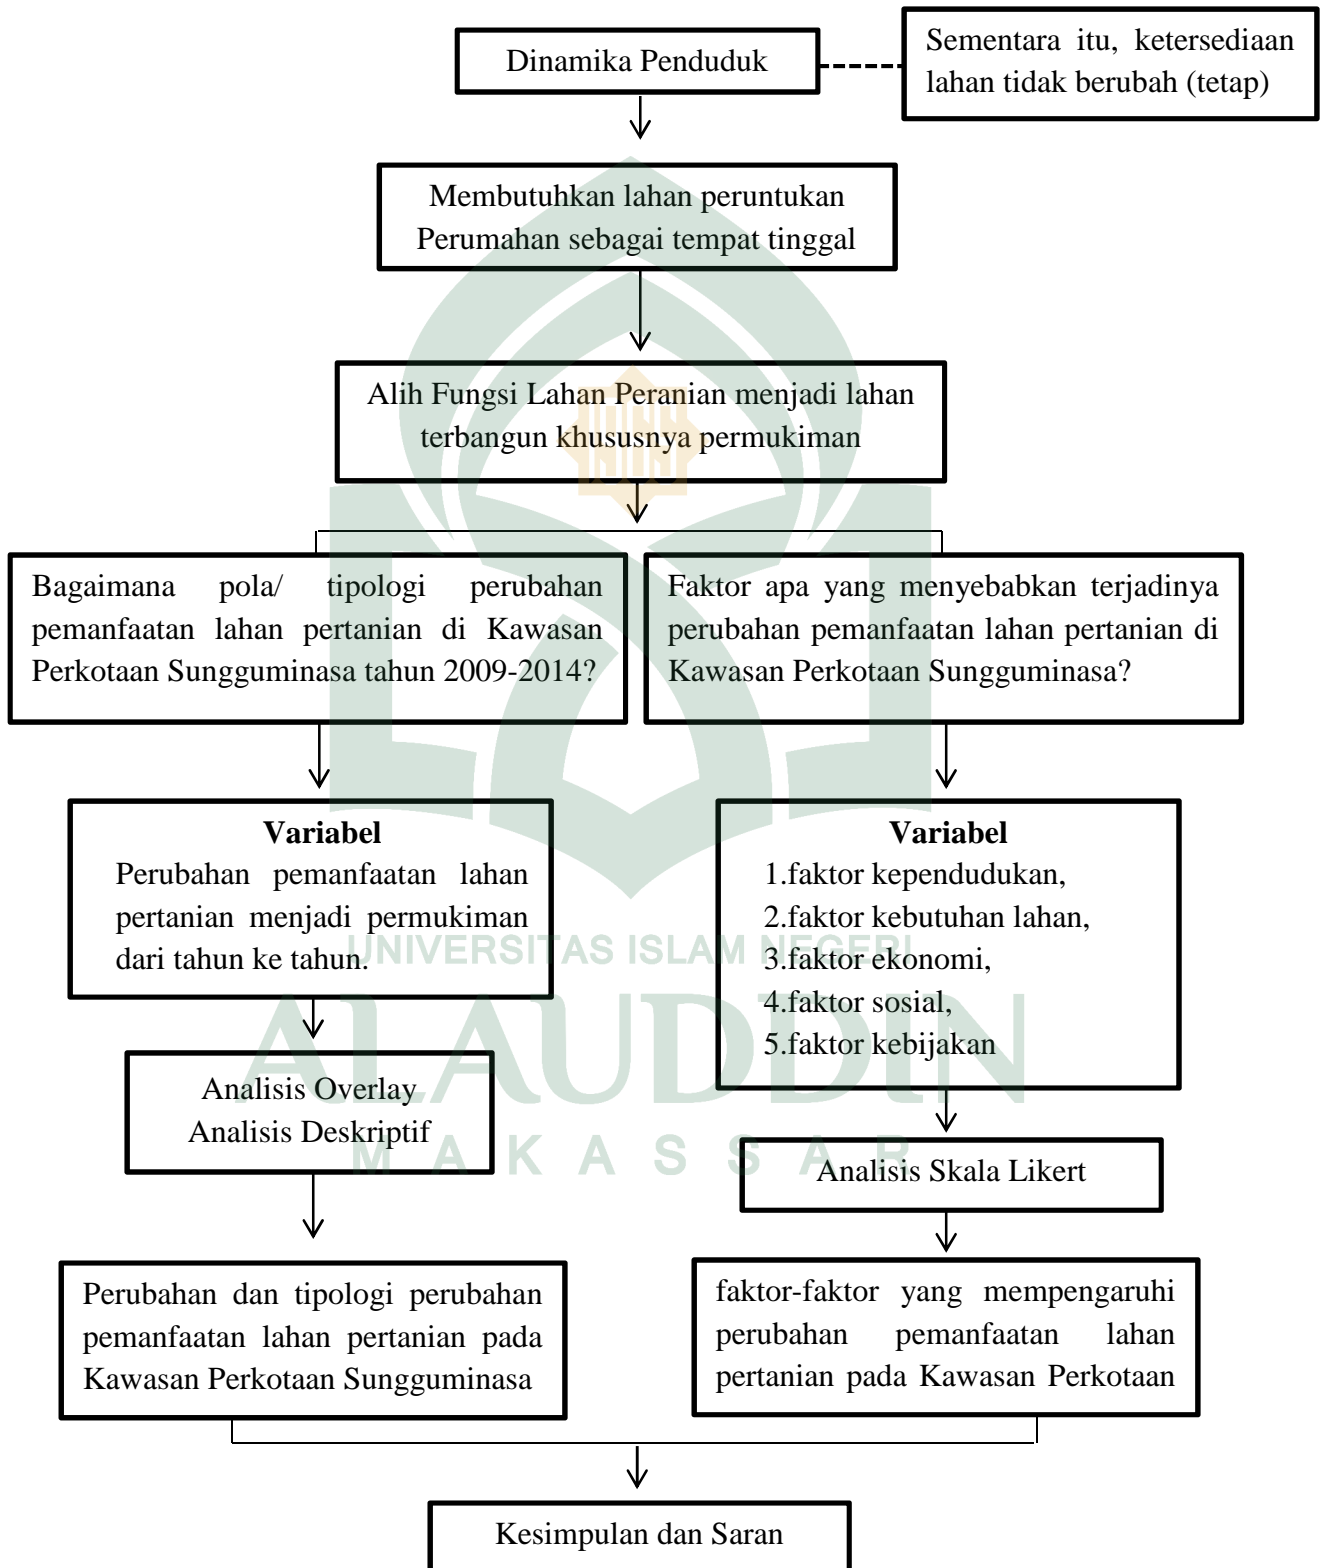 Dinamika Penduduk
Sementara itu, ketersediaan
lahan tidak berubah (tetap)
Membutuhkan lahan peruntukan
Perumahan sebagai tempat tinggal
Alih Fungsi Lahan Peranian menjadi lahan
terbangun khususnya permukiman
Bagaimana pola/ tipologi perubahan
pemanfaatan lahan pertanian di Kawasan
Perkotaan Sungguminasa tahun 2009-2014?
Faktor apa yang menyebabkan terjadinya
perubahan pemanfaatan lahan pertanian di
Kawasan Perkotaan Sungguminasa?
Variabel
Perubahan pemanfaatan lahan
pertanian menjadi permukiman
dari tahun ke tahun.
Variabel
1.faktor kependudukan,
2.faktor kebutuhan lahan,
3.faktor ekonomi,
4.faktor sosial,
5.faktor kebijakan
UNIVERSITAS ISLAM NEGERI
ALAUDDIN
MAKASSAR
Analisis Overlay
Analisis Deskriptif
Analisis Skala Likert
Perubahan dan tipologi perubahan
pemanfaatan lahan pertanian pada
Kawasan Perkotaan Sungguminasa
faktor-faktor yang mempengaruhi
perubahan pemanfaatan lahan
pertanian pada Kawasan Perkotaan
Kesimpulan dan Saran